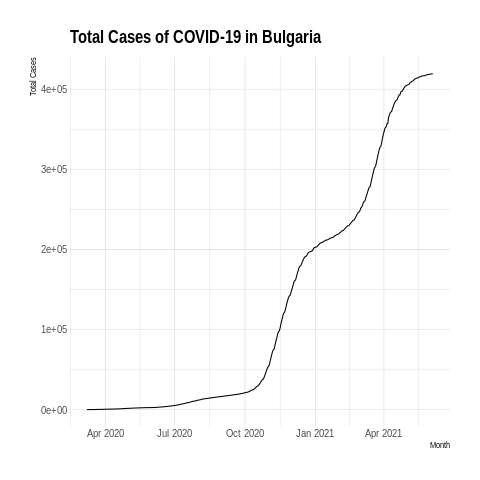 Total Cases of COVID-19 in Bulgaria
Total Cases
4e+05
3e+05
2e+05
1e+05
0e+00
Apr 2020 Jul 2020 Oct 2020 Jan 2021 Apr 2021
Month